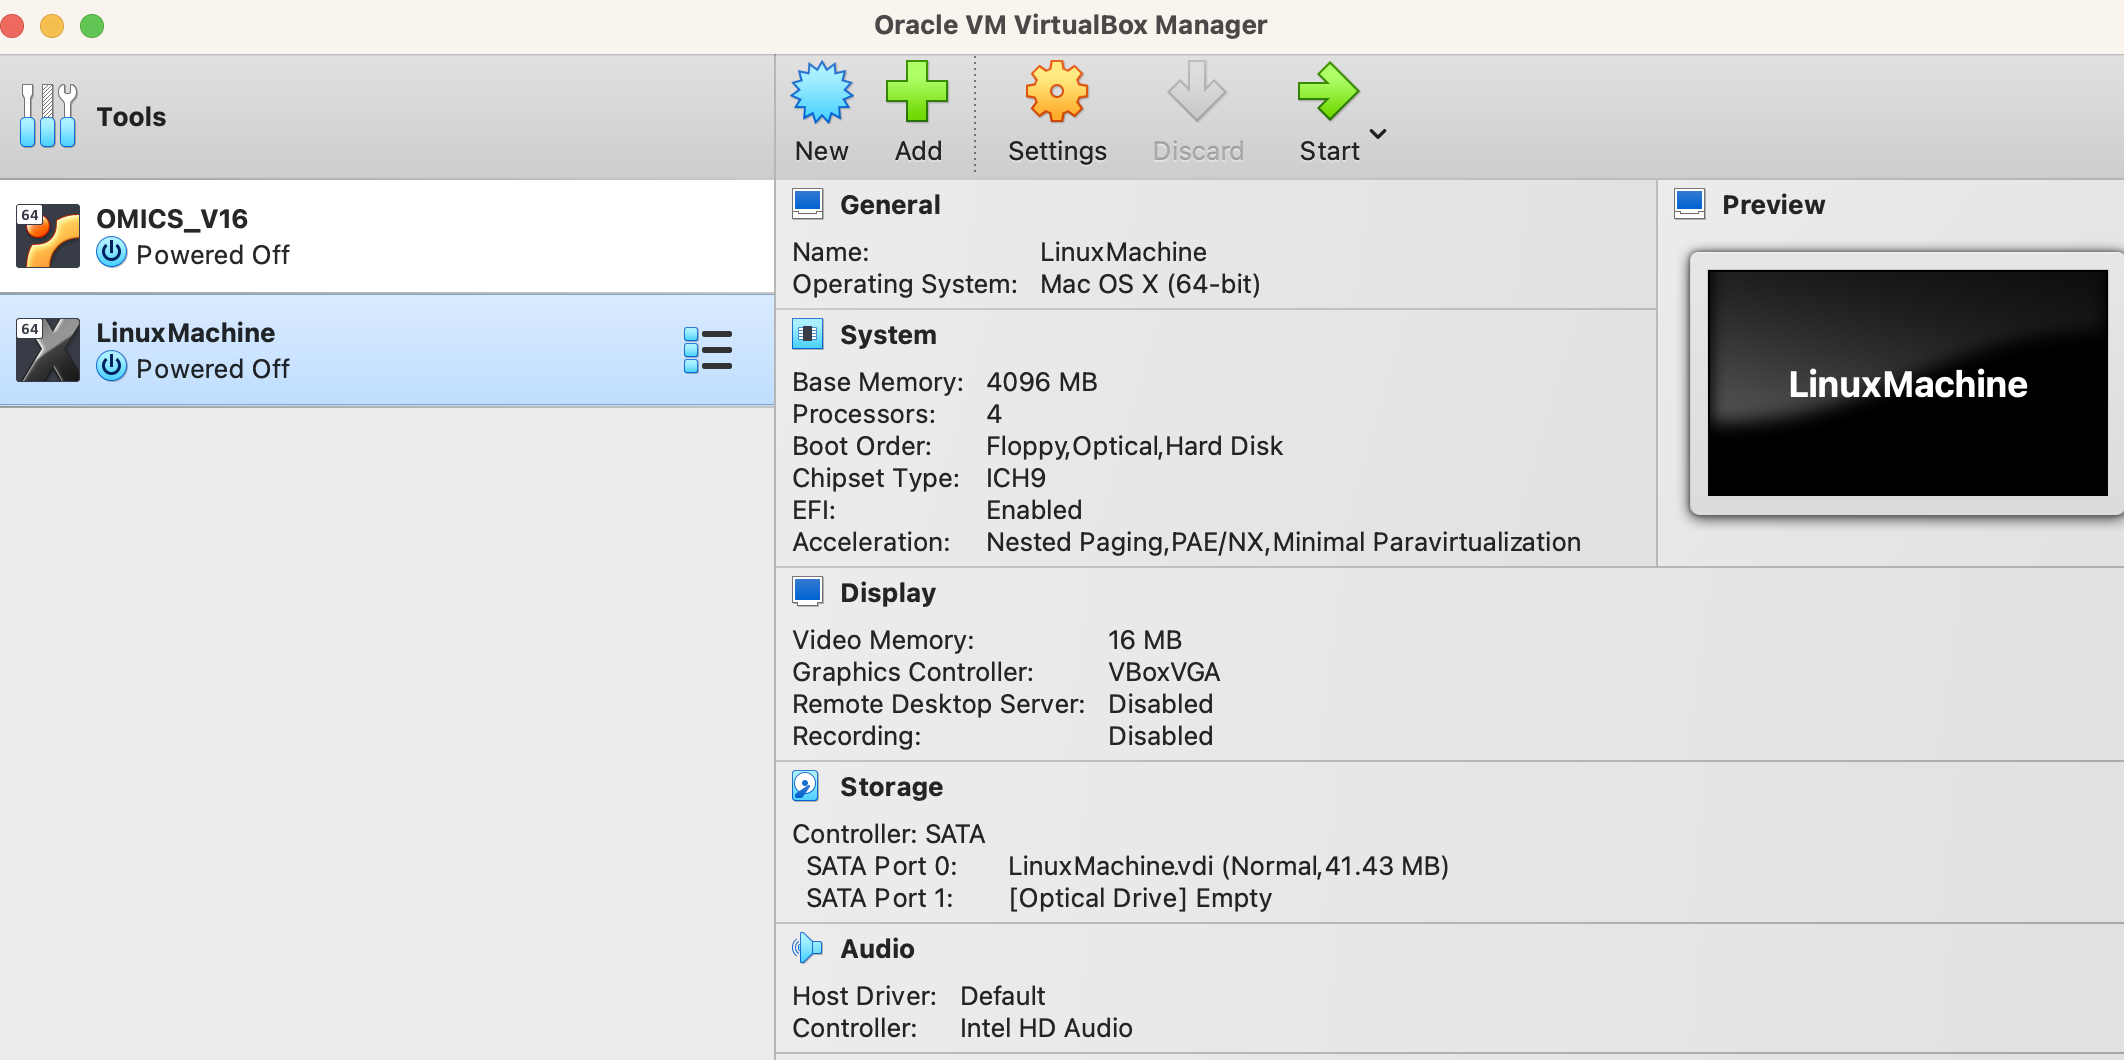 Oracle VM VirtualBox Manager
Tools
New
Add
Settings
Discard
Start
64
OMICS_V16
Powered Off
64
LinuxMachine
Powered Off
General
Name: LinuxMachine
Operating System: Mac OS X (64-bit)
Preview
LinuxMachine
System
Base Memory: 4096 MB
Processors: 4
Boot Order: Floppy,Optical,Hard Disk
Chipset Type: ICH9
EFI: Enabled
Acceleration: Nested Paging,PAE/NX,Minimal Paravirtualization
Display
Video Memory: 16 MB
Graphics Controller: VBoxVGA
Remote Desktop Server: Disabled
Recording: Disabled
Storage
Controller: SATA
SATA Port 0: LinuxMachine.vdi (Normal,41.43 MB)
SATA Port 1: [Optical Drive] Empty
Audio
Host Driver: Default
Controller: Intel HD Audio